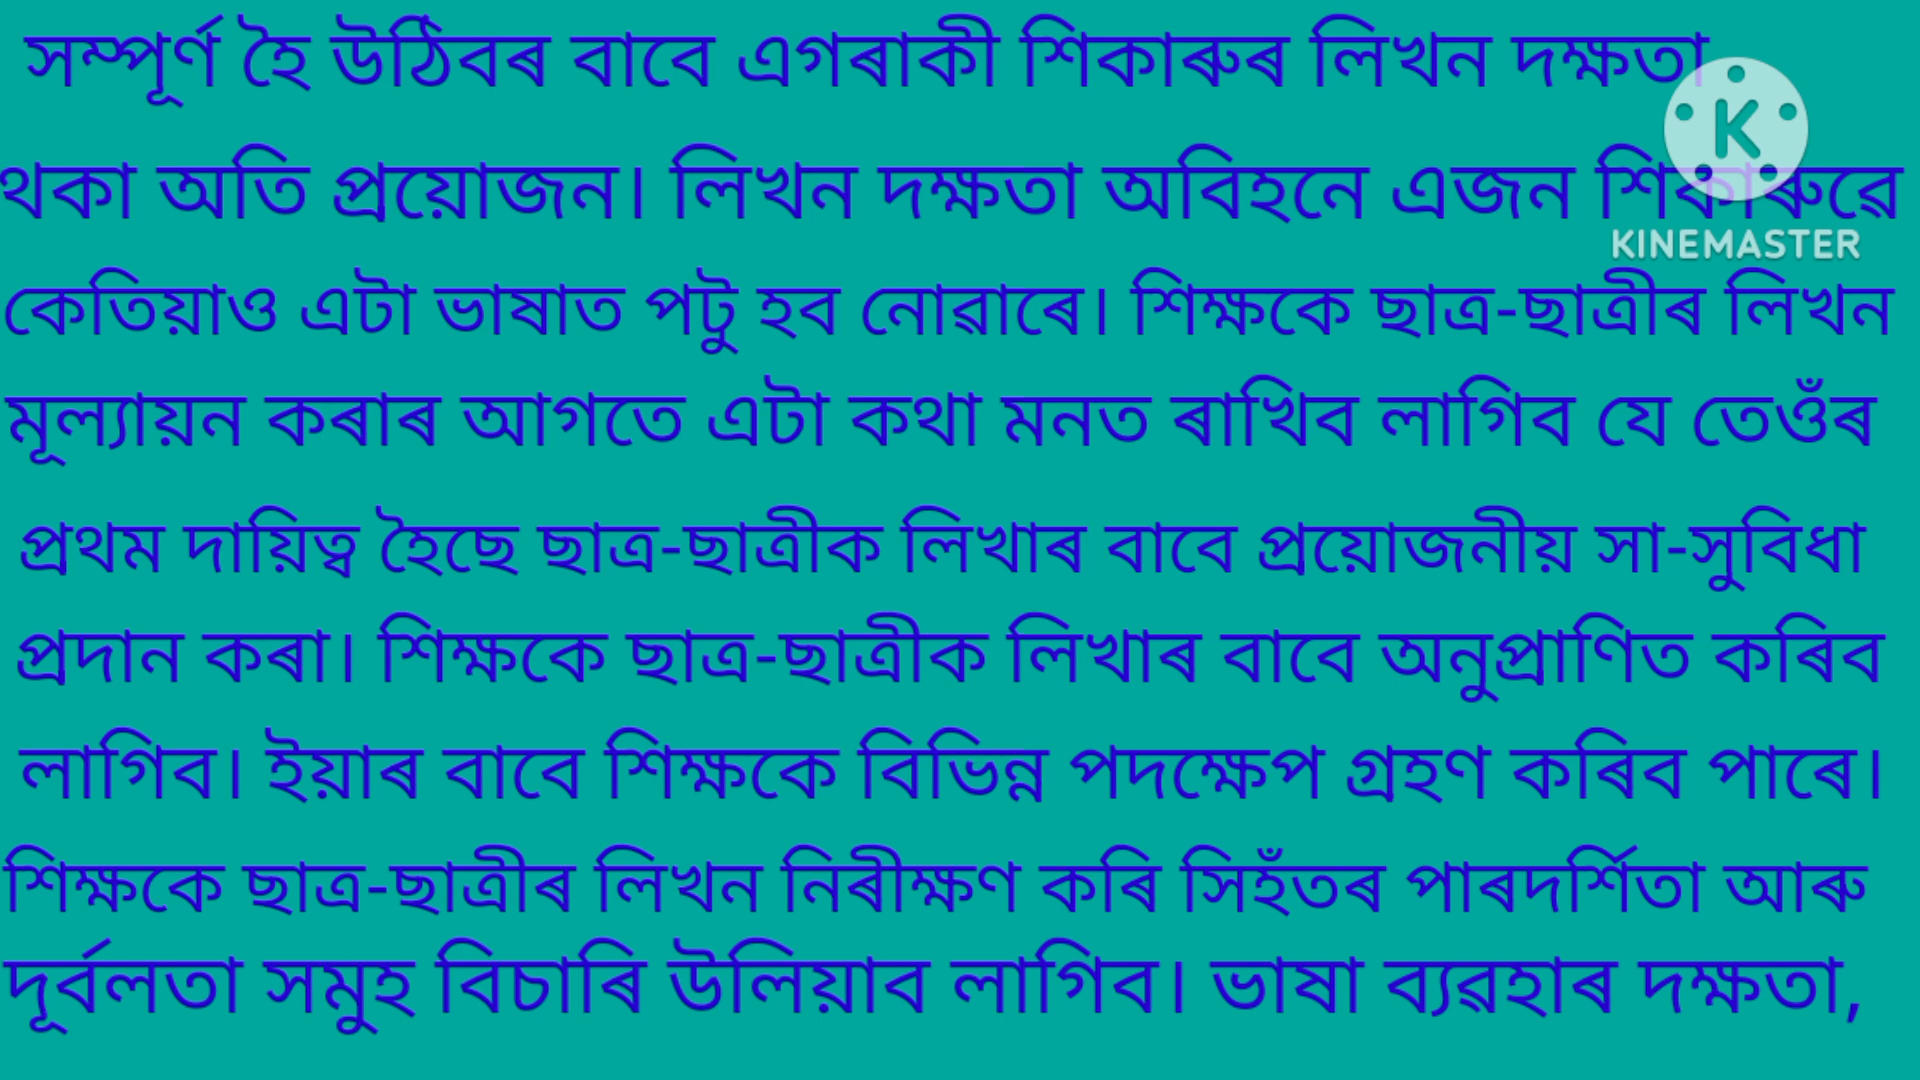 সম্পূৰ্ণ হৈ উঠিবৰ বাবে এগৰাকী শিকাৰুৰ লিখন দক্ষতা
থকা অতি প্ৰয়োজন। লিখন দক্ষতা অবিহনে এজন শিকাৰুৱে
KINEMASTER
কেতিয়াও এটা ভাষাত পটু হব নোৱাৰে। শিক্ষকে ছাত্ৰ-ছাত্ৰীৰ লিখন
মূল্যায়ন কৰাৰ আগতে এটা কথা মনত ৰাখিব লাগিব যে তেওঁৰ
প্ৰথম দায়িত্ব হৈছে ছাত্ৰ-ছাত্ৰীক লিখাৰ বাবে প্ৰয়োজনীয় সা-সুবিধা
প্ৰদান কৰা। শিক্ষকে ছাত্ৰ-ছাত্ৰীক লিখাৰ বাবে অনুপ্ৰাণিত কৰিব
লাগিব। ইয়াৰ বাবে শিক্ষকে বিভিন্ন পদক্ষেপ গ্ৰহণ কৰিব পাৰে।
শিক্ষকে ছাত্ৰ-ছাত্ৰীৰ লিখন নিৰীক্ষণ কৰি সিহঁতৰ পাৰদৰ্শিতা আৰু
দূৰ্বলতা সমুহ বিচাৰি উলিয়াব লাগিব। ভাষা ব্যৱহাৰ দক্ষতা,